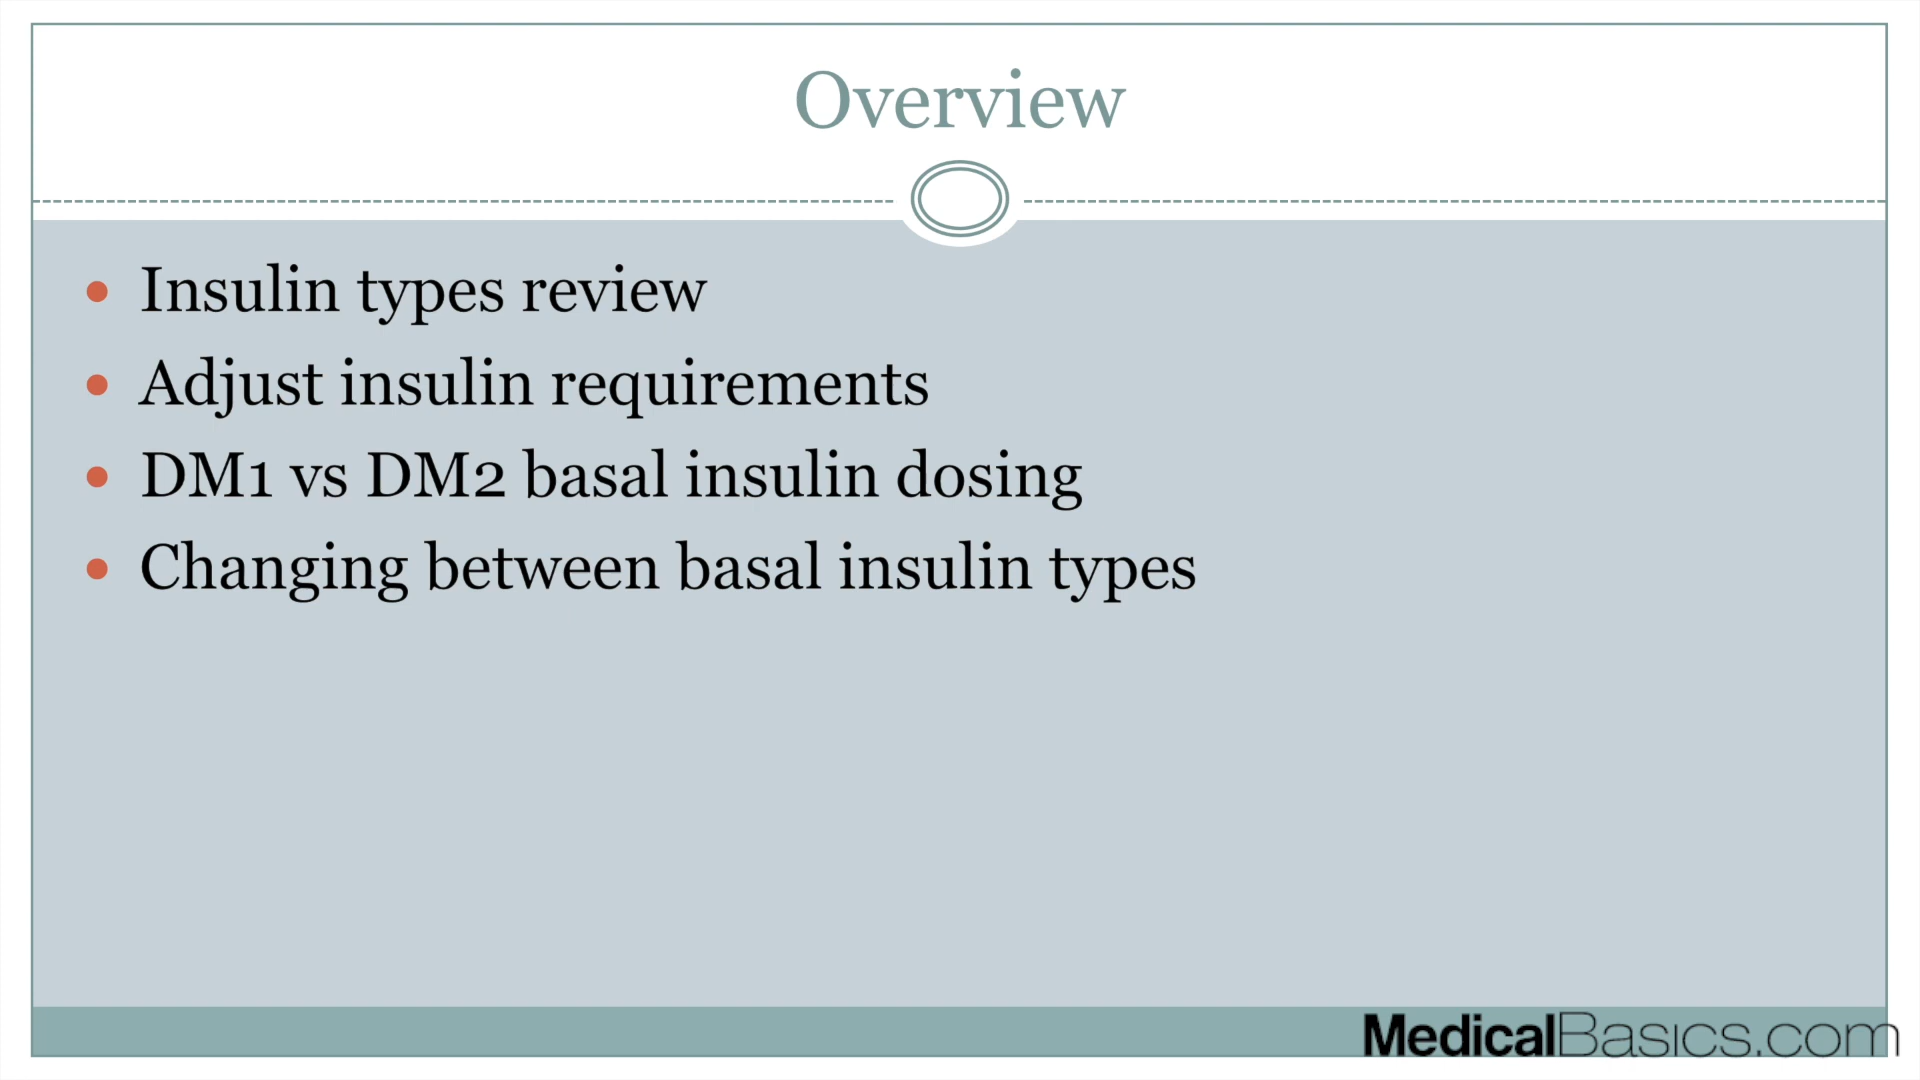 Overview
Insulin types review
Adjust insulin requirements
DM1 vs DM2 basal insulin dosing
Changing between basal insulin types
MedicalBasics.com